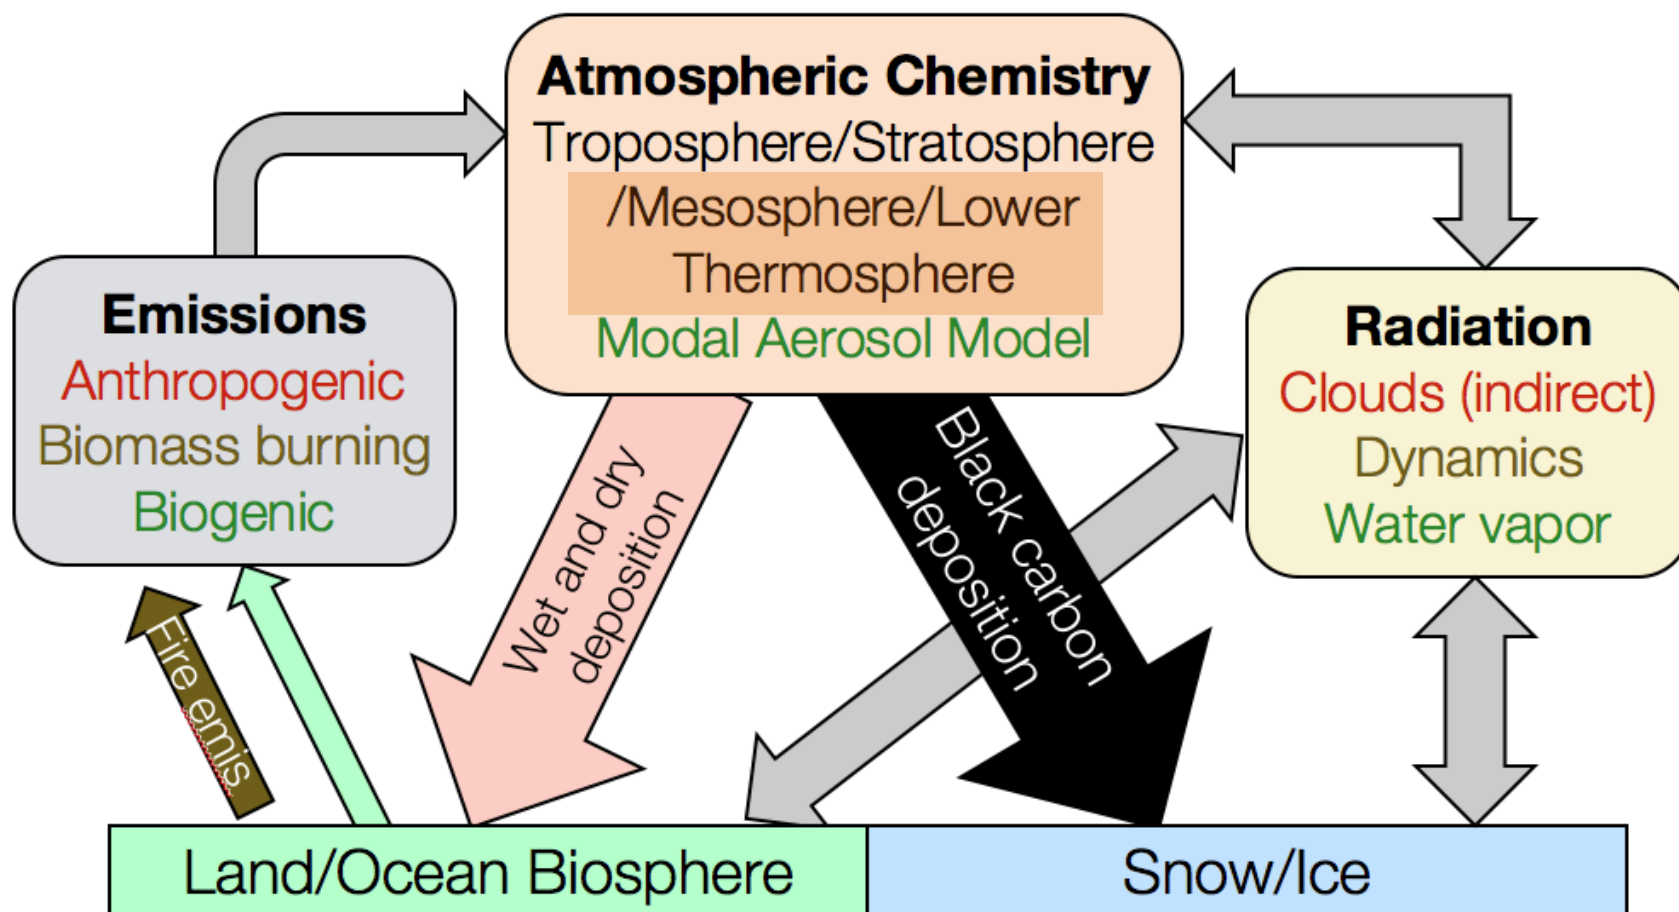 Atmospheric Chemistry
Troposphere/Stratosphere
/Mesosphere/Lower
Thermosphere
Modal Aerosol Model
Emissions
Anthropogenic
Biomass burning
Biogenic
Radiation
Clouds (indirect)
Dynamics
Water vapor
Wet and dry
deposition
Black carbon
deposition
Fire emis
Land/Ocean Biosphere
Snow/Ice